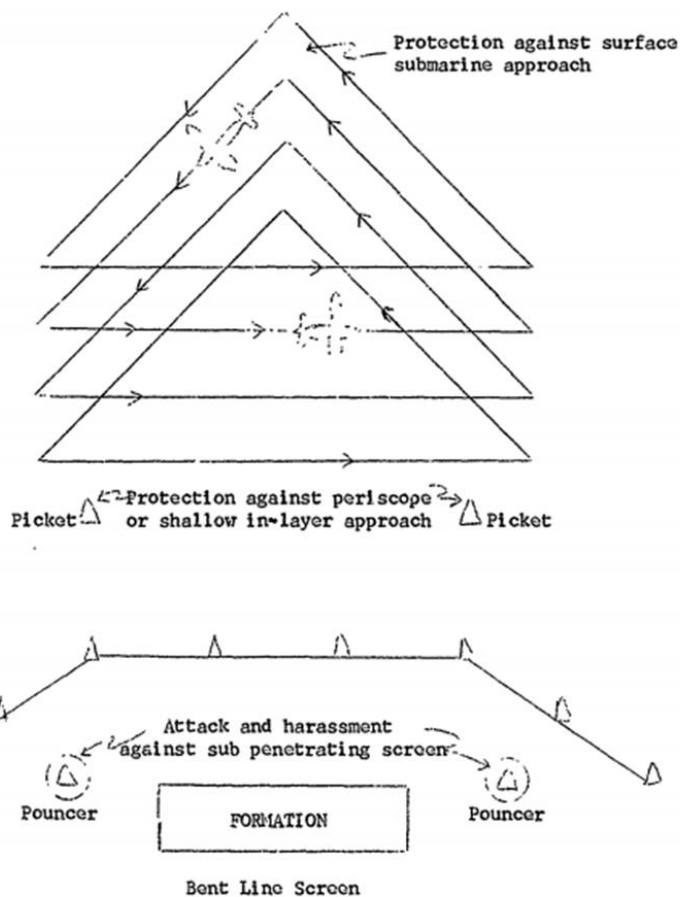 Protection against surface
submarine approach
Protection against periscope
Picket or shallow in-layer approach Picket
Attack and harassment
against sub penetrating screen
Pouncer Pouncer
FORMATION
Bent Line Screen